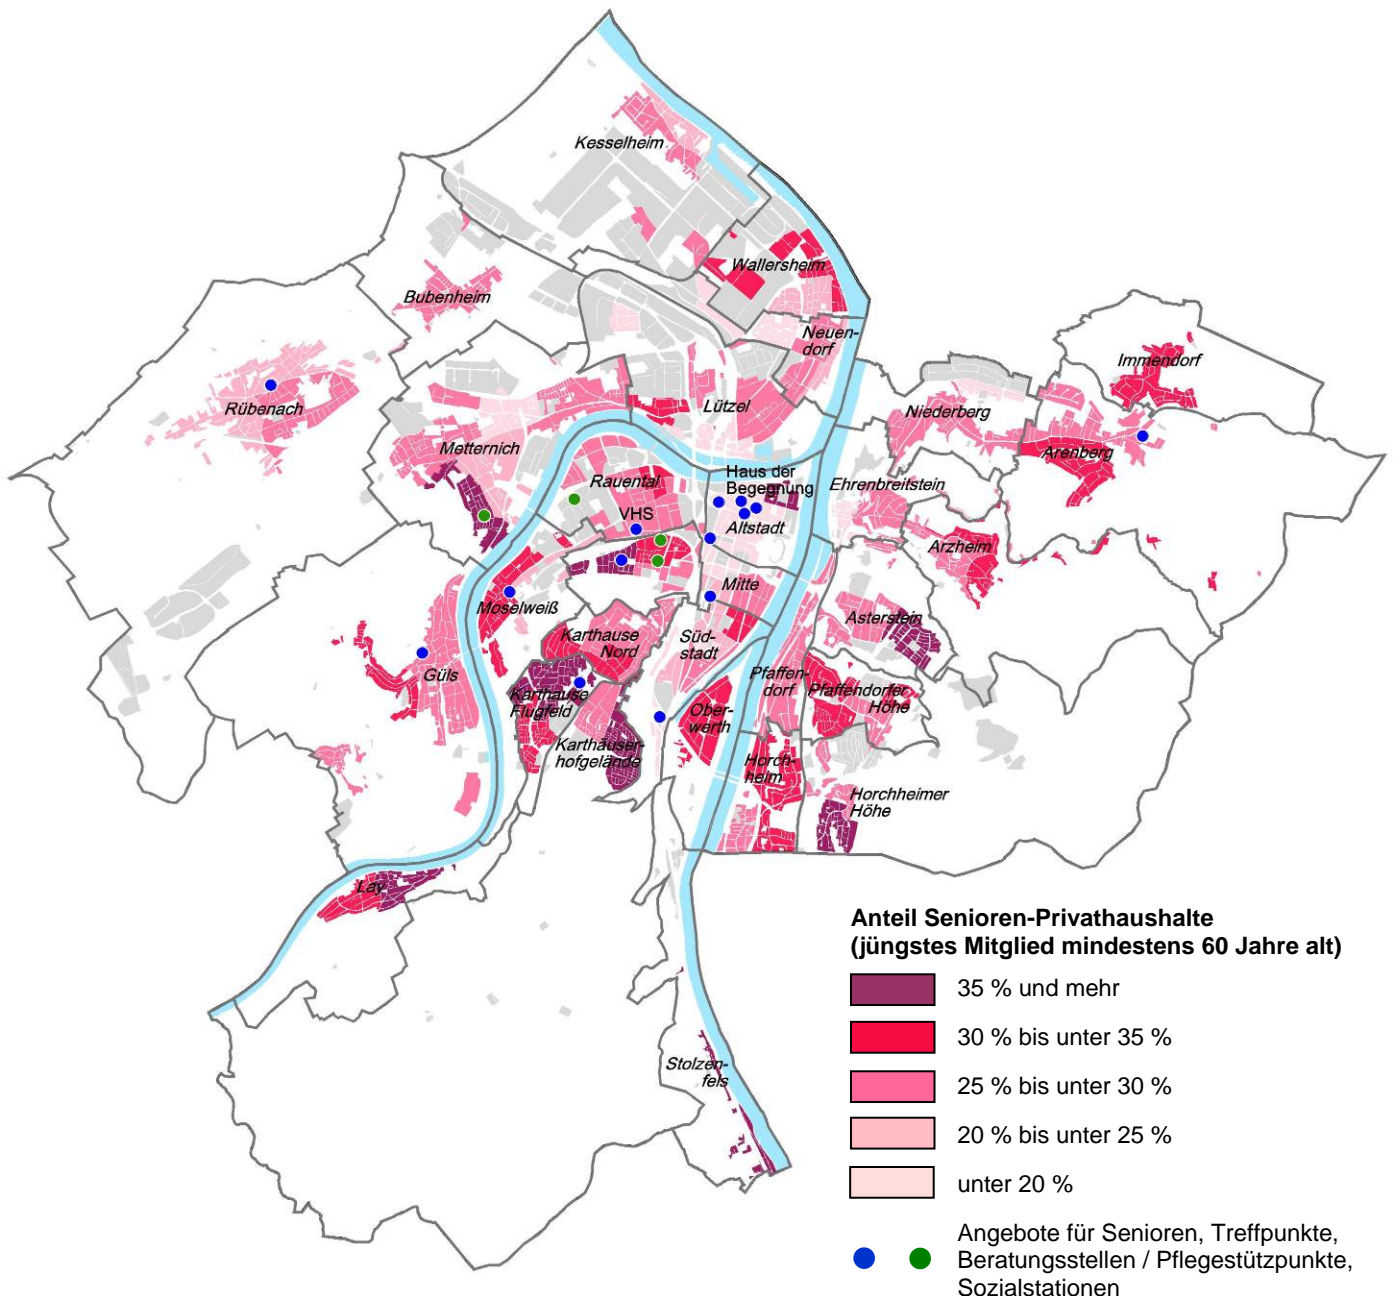 Kesselheim
Wallersheim
Bubenheim
Neuen-
dorf
Immendorf
Rübenach
Lützel
Niederberg
Metternich
Arenberg
Rauental
Haus der
Begegnung
Ehrenbreitstein
VHS
Altstadt
Arzheim
Mitte
Moselweiß
Asterstein
Karthause
Nord
Süd-
stadt
Güls
Pfaffen-
dorf
Pfaffendorfer
Höhe
Karthause
Flugfeld
Ober-
werth
Karthäuser-
hofgelände
Horch-
heim
Horchheimer
Höhe
Lay
Stolzen-
fels
Anteil Senioren-Privathaushalte
(jüngstes Mitglied mindestens 60 Jahre alt)
35 % und mehr
30 % bis unter 35 %
25 % bis unter 30 %
20 % bis unter 25 %
unter 20 %
Angebote für Senioren, Treffpunkte,
Beratungsstellen / Pflegestützpunkte,
Sozialstationen